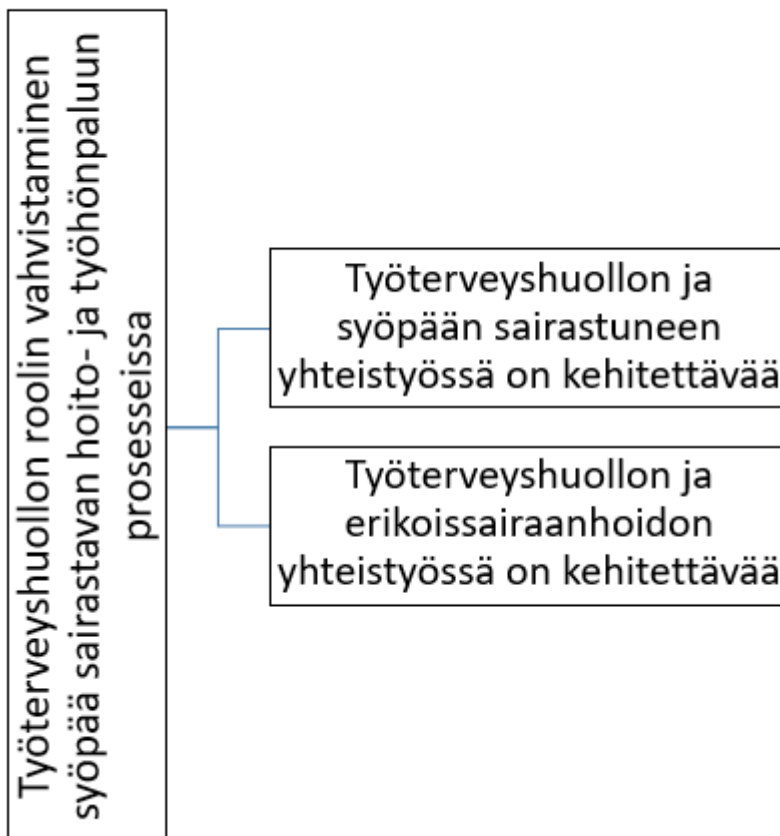 Työterveyshuollon roolin vahvistaminen
syöpää sairastavan hoito- ja työhönpaluun
prosesseissa
Työterveyshuollon ja
syöpään sairastuneen
yhteistyössä on kehitettävää
Työterveyshuollon ja
erikoissairaanhoidon
yhteistyössä on kehitettävää